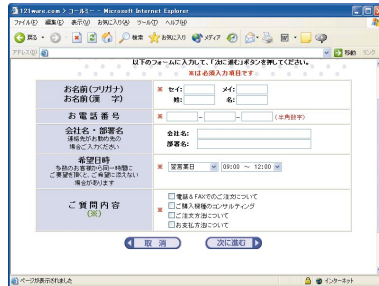 121ware.com > コールミー - Microsoft Internet Explorer
ファイル(F) 編集(E) 表示(V) お気に入り(A) ツール(T) ヘルプ(H)
戻る 検索 お気に入り メディア
アドレス(D) 移動 リンク
以下のフォームに入力して、「次に進む」ボタンを押してください。
※は必須入力項目です
お名前(フリガナ) ※ セイ: メイ:
お名前(漢 字) 姓: 名:
お電話番号 ※ - - (半角数字)
会社名・部署名 会社名:
連絡先がお勤め先の
場合ご入力ください 部署名:
希望日時
多数のお客様から同一時間に
ご要望を頂くと、ご希望に添えない
場合があります
※ 翌営業日 09:00 ～ 12:00
ご質問内容
(※)
※ 電話&FAXでのご注文について
ご購入機種のコンサルティング
ご注文方法について
お支払方法について
取 消 次に進む
ページが表示されました インターネット